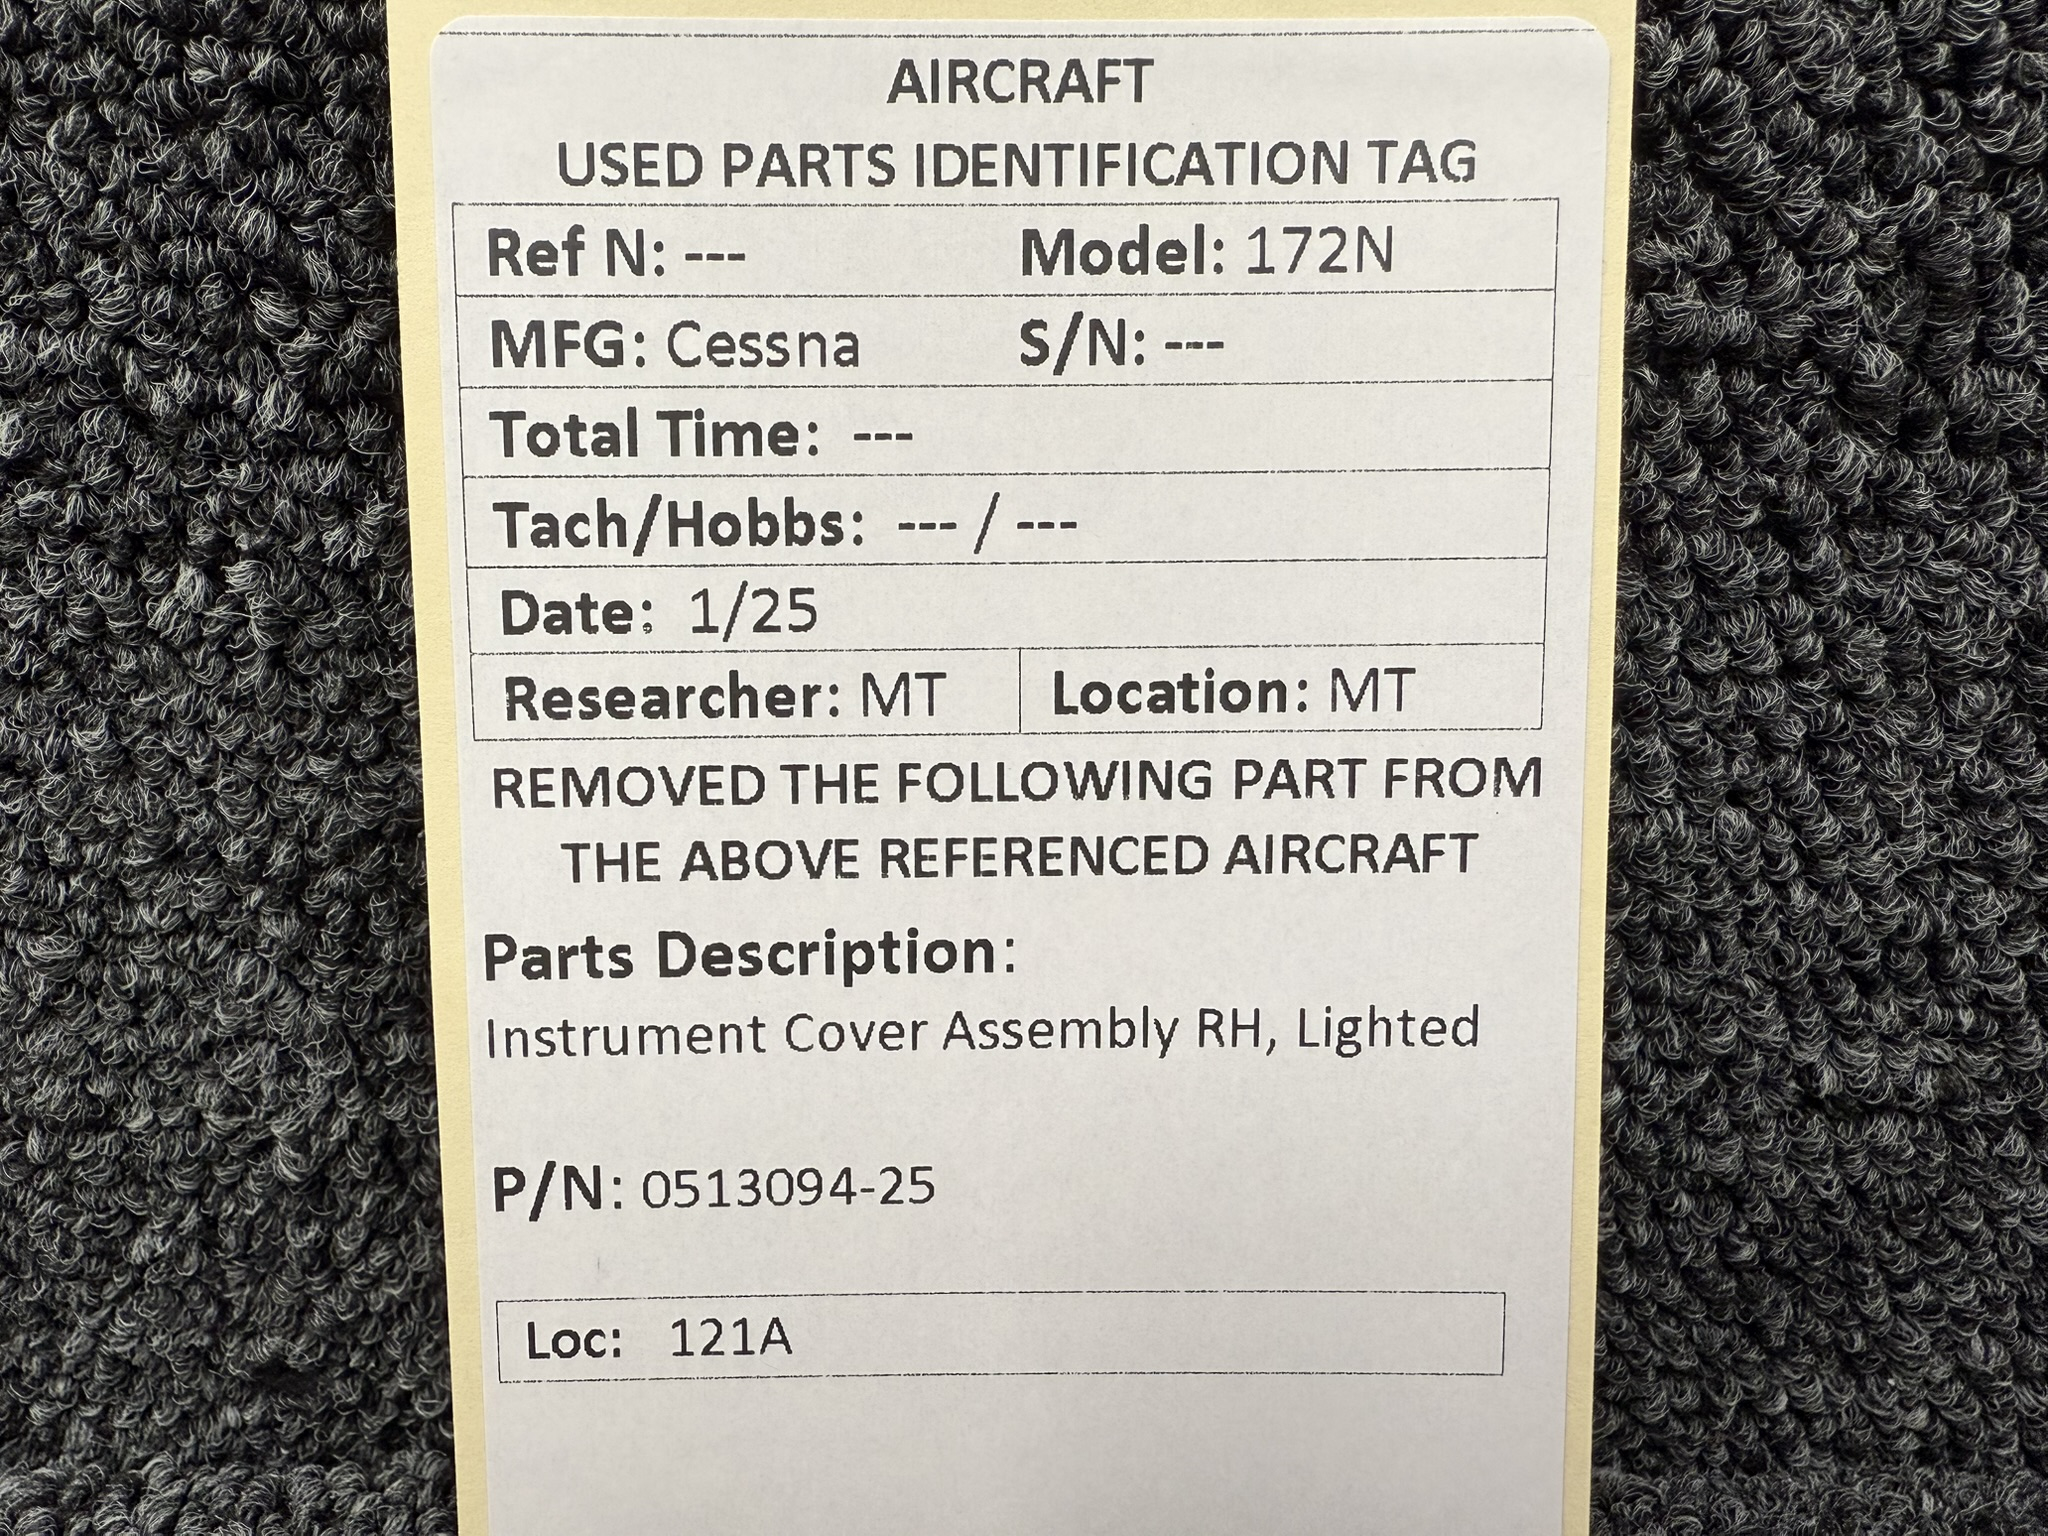 AIRCRAFT
USED PARTS IDENTIFICATION TAG
Ref N: --- Model: 172N
MFG: Cessna S/N: ---
Total Time: ---
Tach/Hobbs: --- / ---
Date: 1/25
Researcher: MT Location: MT
REMOVED THE FOLLOWING PART FROM
THE ABOVE REFERENCED AIRCRAFT
Parts Description:
Instrument Cover Assembly RH, Lighted
P/N: 0513094-25
Loc: 121A